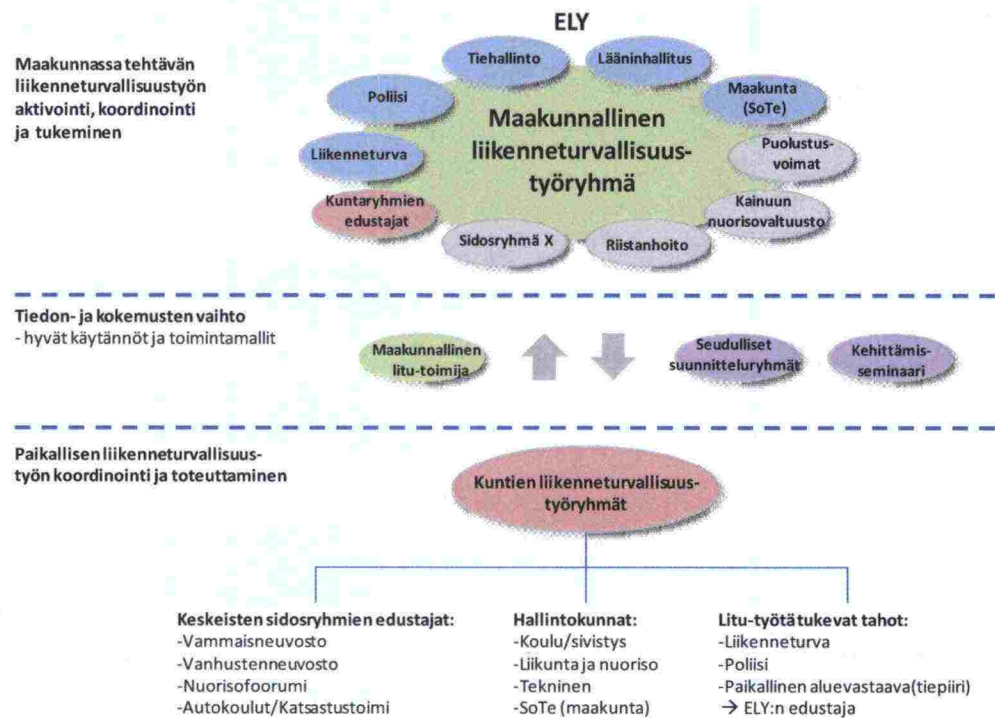 ELY
Maakunnassa tehtävän
liikenneturvallisuustyön
aktivointi, koordinointi
ja tukeminen
Tiehallinto
Lääninhallitus
Poliisi
Maakunta
(SoTe)
Maakunnallinen
liikenneturvallisuus-
työryhmä
Puolustus-
voimat
Liikenneturva
Kuntaryhmien
edustajat
Kainuun
nuorisovaltuusto
Sidosryhmä X
Riistanhoito
Tiedon- ja kokemusten vaihto
- hyvät käytännöt ja toimintamallit
Maakunnallinen
litu-toimija
Seudulliset
suunnitteluryhmät
Kehittämis-
seminaari
Paikallisen liikenneturvallisuus-
työn koordinointi ja toteuttaminen
Kuntien liikenneturvallisuus-
työryhmät
Keskeisten sidosryhmien edustajat:
-Vammaisneuvosto
-Vanhustenneuvosto
-Nuorisofoorumi
-Autokoulut/Katsastustoimi
Hallintokunnat:
-Koulu/sivistys
-Liikunta ja nuoriso
-Tekninen
-SoTe (maakunta)
Litu-työtä tukevat tahot:
-Liikenneturva
-Poliisi
-Paikallinen aluevastaava(tiepiiri)
→ ELY:n edustaja